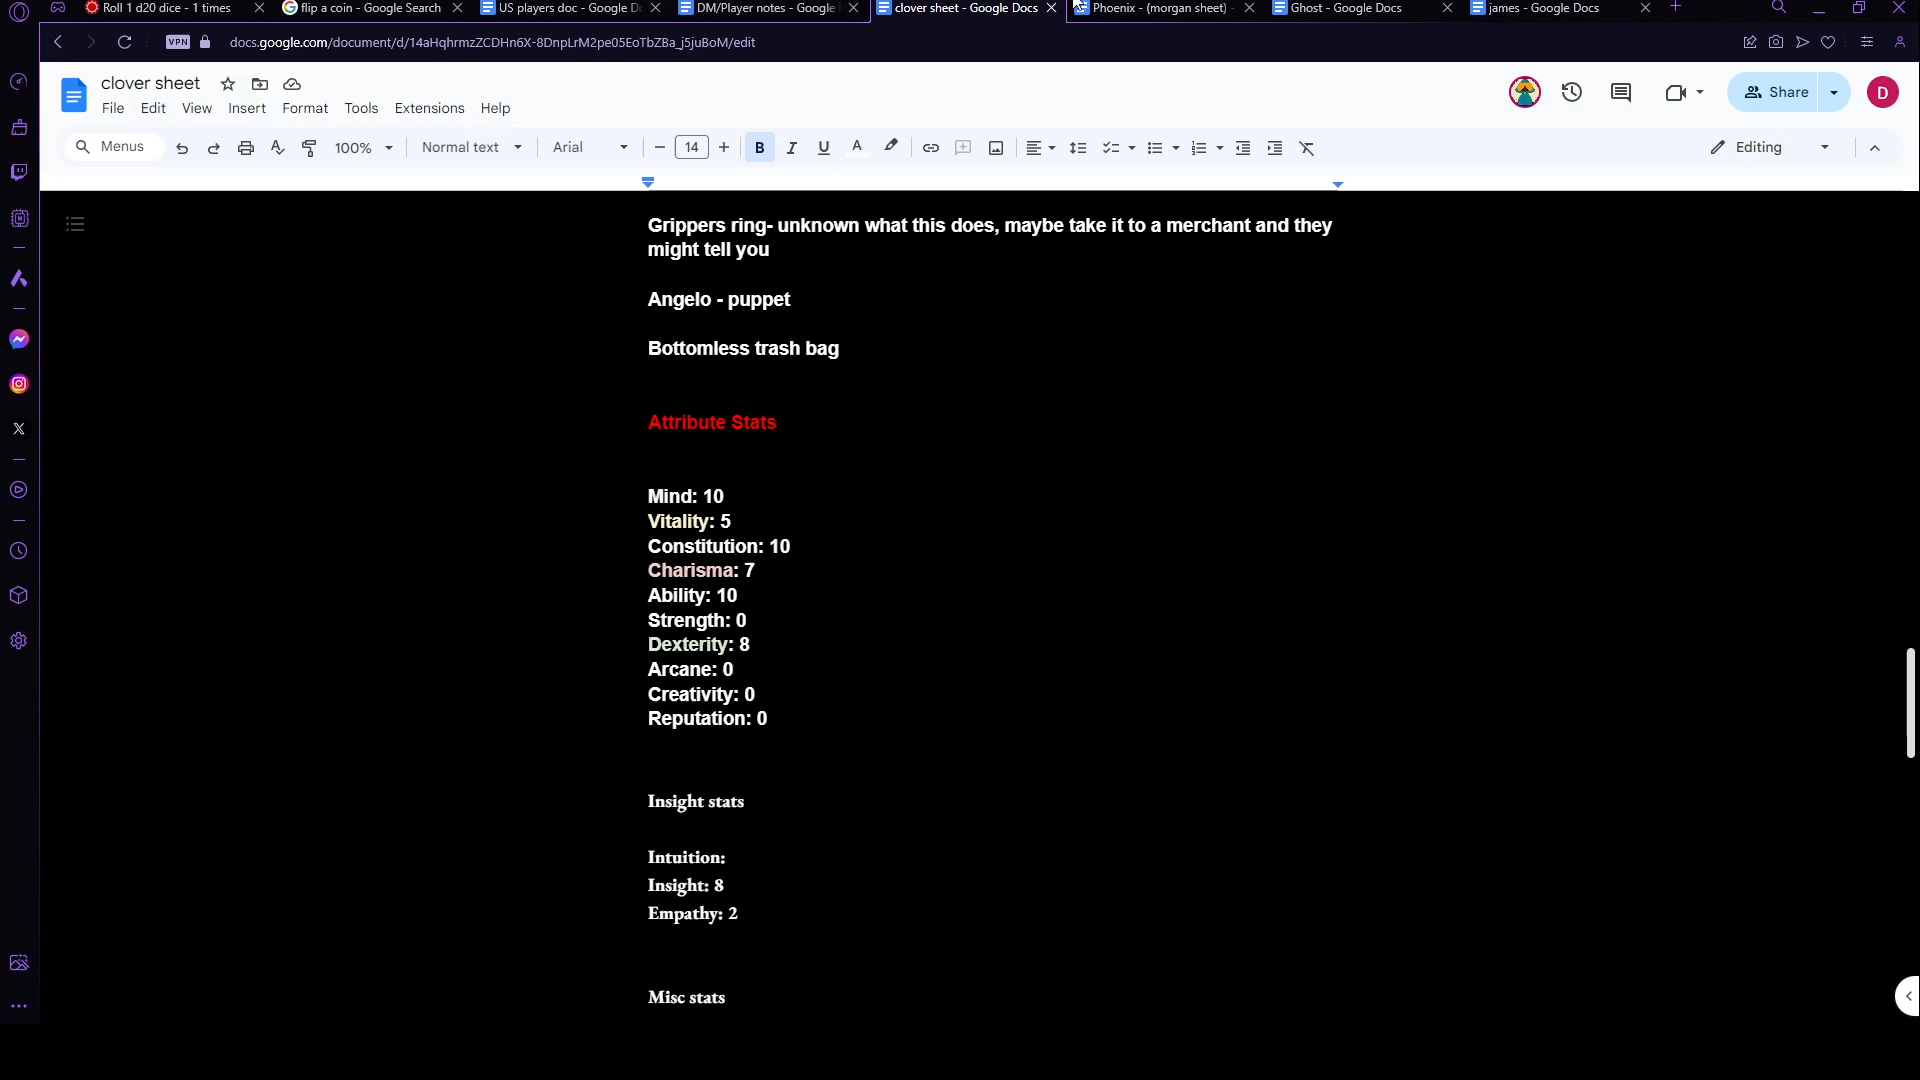 Roll 1 d20 dice - 1 times
flip a coin - Google Search
US players doc - Google D
DM/Player notes - Google
clover sheet - Google Docs
Phoenix - (morgan sheet) -
Ghost - Google Docs
james - Google Docs
VPN
docs.google.com/document/d/14aHqhrmzZCDHn6X-8DnpLrM2pe05EoTbZBa_j5juBoM/edit
clover sheet
Share
D
File Edit View Insert Format Tools Extensions Help
Menus
100%
Normal text
Arial
14
B I U A
Editing
Grippers ring- unknown what this does, maybe take it to a merchant and they
might tell you
Angelo - puppet
Bottomless trash bag
Attribute Stats
Mind: 10
Vitality: 5
Constitution: 10
Charisma: 7
Ability: 10
Strength: 0
Dexterity: 8
Arcane: 0
Creativity: 0
Reputation: 0
Insight stats
Intuition:
Insight: 8
Empathy: 2
Misc stats